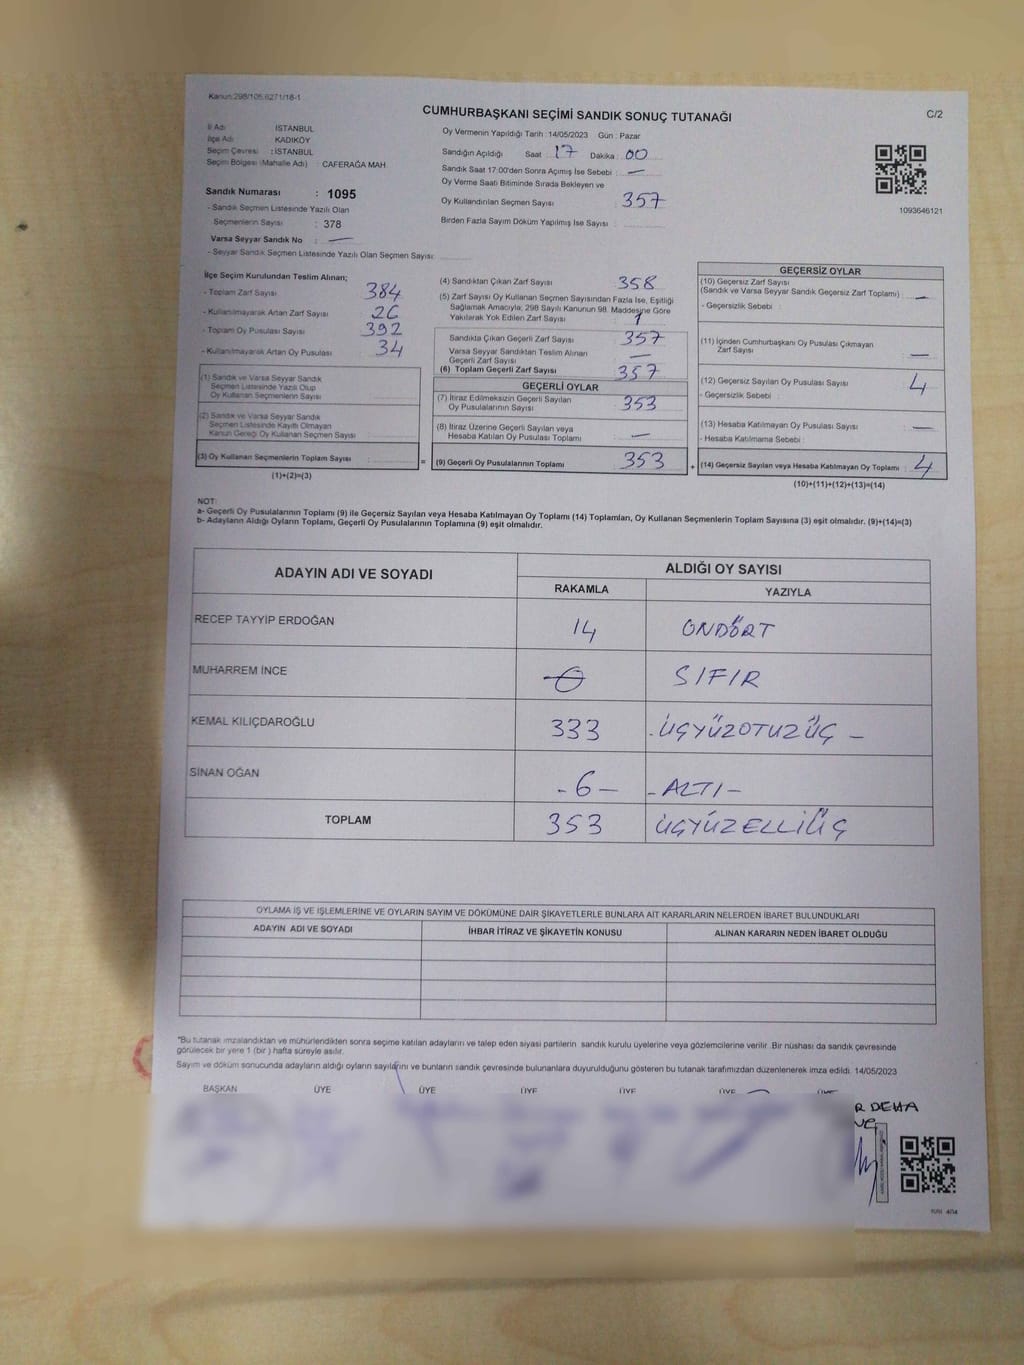 Kanun:298/105,6271/18-1
CUMHURBAŞKANI SEÇİMİ SANDIK SONUÇ TUTANAĞI
C/2
İl Adı : İSTANBUL
İlçe Adı : KADIKÖY
Seçim Çevresi : İSTANBUL
Seçim Bölgesi (Mahalle Adı) : CAFERAĞA MAH.
Sandık Numarası : 1095
- Sandık Seçmen Listesinde Yazılı Olan
Seçmenlerin Sayısı : 378
Varsa Seyyar Sandık No : —
- Seyyar Sandık Seçmen Listesinde Yazılı Olan Seçmen Sayısı:
Oy Vermenin Yapıldığı Tarih : 14/05/2023 Gün : Pazar
Sandığın Açıldığı Saat : 17 Dakika : 00
Sandık Saat 17:00'den Sonra Açımış İse Sebebi : —
Oy Verme Saati Bitiminde Sırada Bekleyen ve
Oy Kullandırılan Seçmen Sayısı : 357
Birden Fazla Sayım Döküm Yapılmış İse Sayısı :
1093646121
İlçe Seçim Kurulundan Teslim Alınan;
- Toplam Zarf Sayısı 384
- Kullanılmayarak Artan Zarf Sayısı 26
- Toplam Oy Pusulası Sayısı 392
- Kullanılmayarak Artan Oy Pusulası 34
(1) Sandık ve Varsa Seyyar Sandık
Seçmen Listesinde Yazılı Olup
Oy Kullanan Seçmenlerin Sayısı :
(2) Sandık ve Varsa Seyyar Sandık
Seçmen Listesinde Kayıtlı Olmayan
Kanun Gereği Oy Kullanan Seçmen Sayısı :
(3) Oy Kullanan Seçmenlerin Toplam Sayısı :
(1)+(2)=(3)
(4) Sandıktan Çıkan Zarf Sayısı : 358
(5) Zarf Sayısı Oy Kullanan Seçmen Sayısından Fazla İse, Eşitliği
Sağlamak Amacıyla; 298 Sayılı Kanunun 98. Maddesine Göre
Yakılarak Yok Edilen Zarf Sayısı : 1
Sandıkta Çıkan Geçerli Zarf Sayısı : 357
Varsa Seyyar Sandıktan Teslim Alınan
Geçerli Zarf Sayısı : —
(6) Toplam Geçerli Zarf Sayısı : 357
GEÇERLİ OYLAR
(7) İtiraz Edilmeksizin Geçerli Sayılan
Oy Pusulalarının Sayısı : 353
(8) İtiraz Üzerine Geçerli Sayılan veya
Hesaba Katılan Oy Pusulası Toplamı : —
= (9) Geçerli Oy Pusulalarının Toplamı : 353 +
GEÇERSİZ OYLAR
(10) Geçersiz Zarf Sayısı
(Sandık ve Varsa Seyyar Sandık Geçersiz Zarf Toplamı) : —
- Geçersizlik Sebebi :
(11) İçinden Cumhurbaşkanı Oy Pusulası Çıkmayan
Zarf Sayısı : —
(12) Geçersiz Sayılan Oy Pusulası Sayısı : 4
- Geçersizlik Sebebi :
(13) Hesaba Katılmayan Oy Pusulası Sayısı : —
- Hesaba Katılmama Sebebi :
(14) Geçersiz Sayılan veya Hesaba Katılmayan Oy Toplamı : 4
(10)+(11)+(12)+(13)=(14)
NOT:
a- Geçerli Oy Pusulalarının Toplamı (9) ile Geçersiz Sayılan veya Hesaba Katılmayan Oy Toplamı (14) Toplamları, Oy Kullanan Seçmenlerin Toplam Sayısına (3) eşit olmalıdır. (9)+(14)=(3)
b- Adayların Aldığı Oyların Toplamı, Geçerli Oy Pusulalarının Toplamına (9) eşit olmalıdır.
ADAYIN ADI VE SOYADI
ALDIĞI OY SAYISI
RAKAMLA YAZIYLA
RECEP TAYYİP ERDOĞAN 14 ONDÖRT
MUHARREM İNCE 0 SIFIR
KEMAL KILIÇDAROĞLU 333 ÜÇYÜZOTUZÜÇ –
SİNAN OĞAN - 6 – – ALTI –
TOPLAM 353 ÜÇYÜZELLİÜÇ
OYLAMA İŞ VE İŞLEMLERİNE VE OYLARIN SAYIM VE DÖKÜMÜNE DAİR ŞİKAYETLERLE BUNLARA AİT KARARLARIN NELERDEN İBARET BULUNDUKLARI
ADAYIN ADI VE SOYADI İHBAR İTİRAZ VE ŞİKAYETİN KONUSU ALINAN KARARIN NEDEN İBARET OLDUĞU
"Bu tutanak imzalandıktan ve mühürlendikten sonra seçime katılan adayların ve talep eden siyasi partilerin sandık kurulu üyelerine veya gözlemcilerine verilir. Bir nüshası da sandık çevresinde
görülecek bir yere 1 (bir) hafta süreyle asılır.
Sayım ve döküm sonucunda adayların aldığı oyların sayılarını ve bunların sandık çevresinde bulunanlara duyurulduğunu gösteren bu tutanak tarafımızdan düzenlenerek imza edildi. 14/05/2023
BAŞKAN ÜYE ÜYE ÜYE ÜYE ÜYE ÜYE
R DEHA